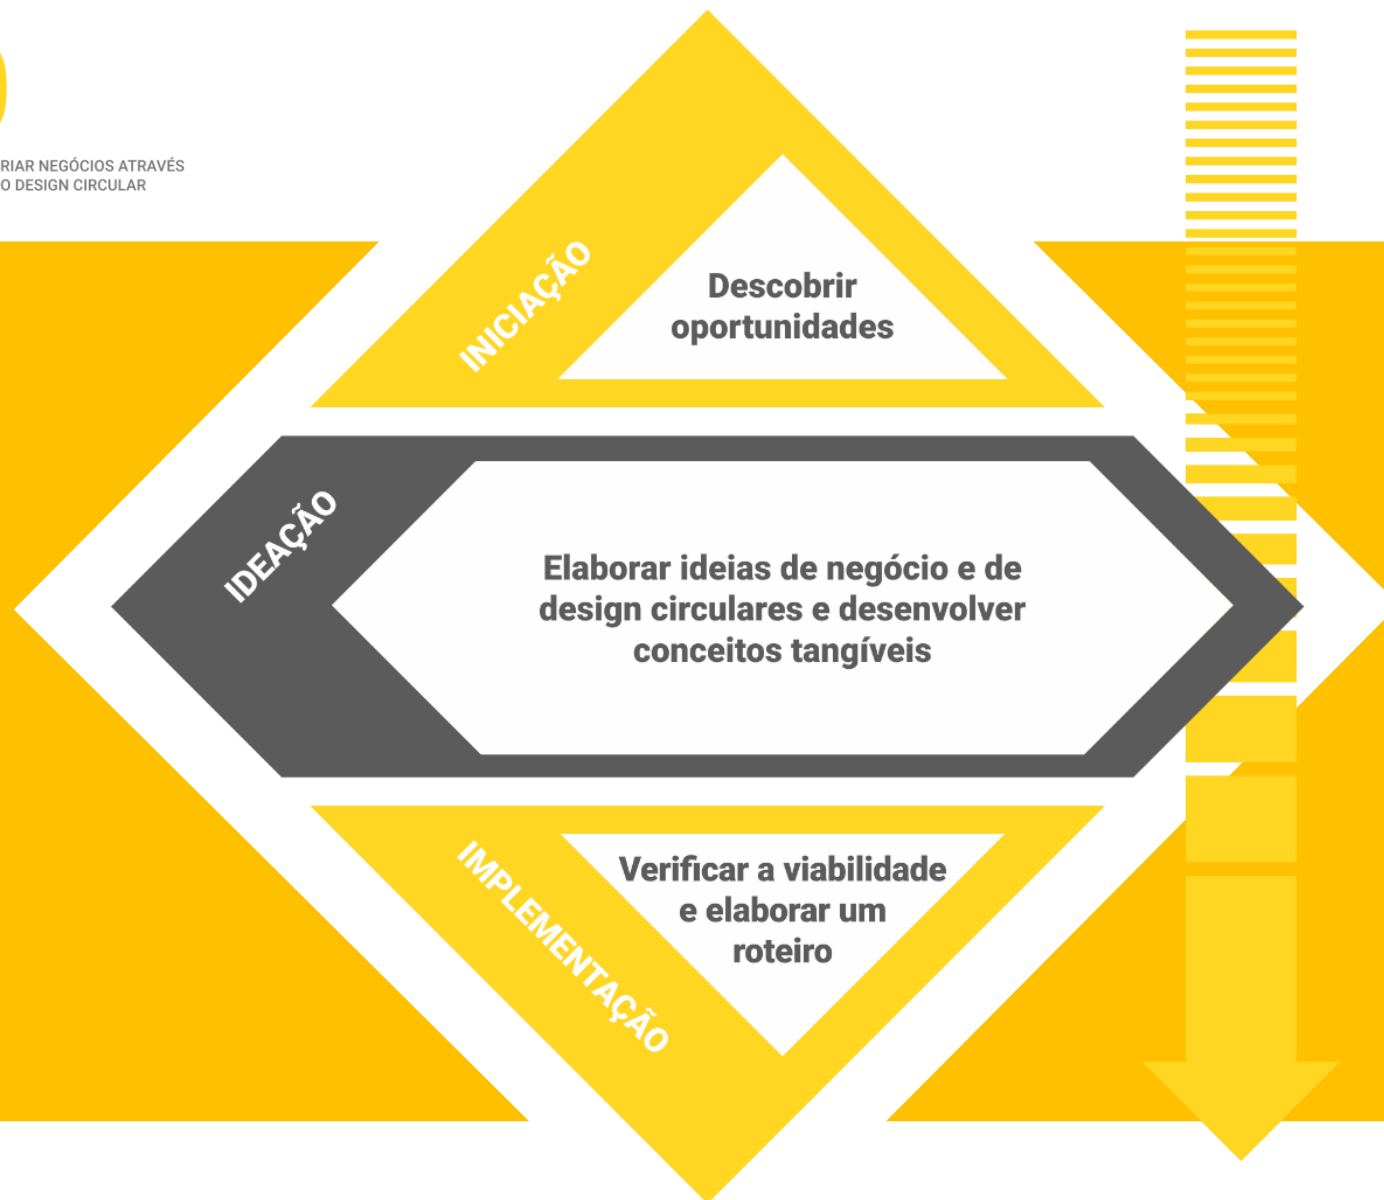 RIAR NEGÓCIOS ATRAVÉS
O DESIGN CIRCULAR
INICIAÇÃO
Descobrir
oportunidades
IDEAÇÃO
Elaborar ideias de negócio e de
design circulares e desenvolver
conceitos tangíveis
IMPLEMENTAÇÃO
Verificar a viabilidade
e elaborar um
roteiro